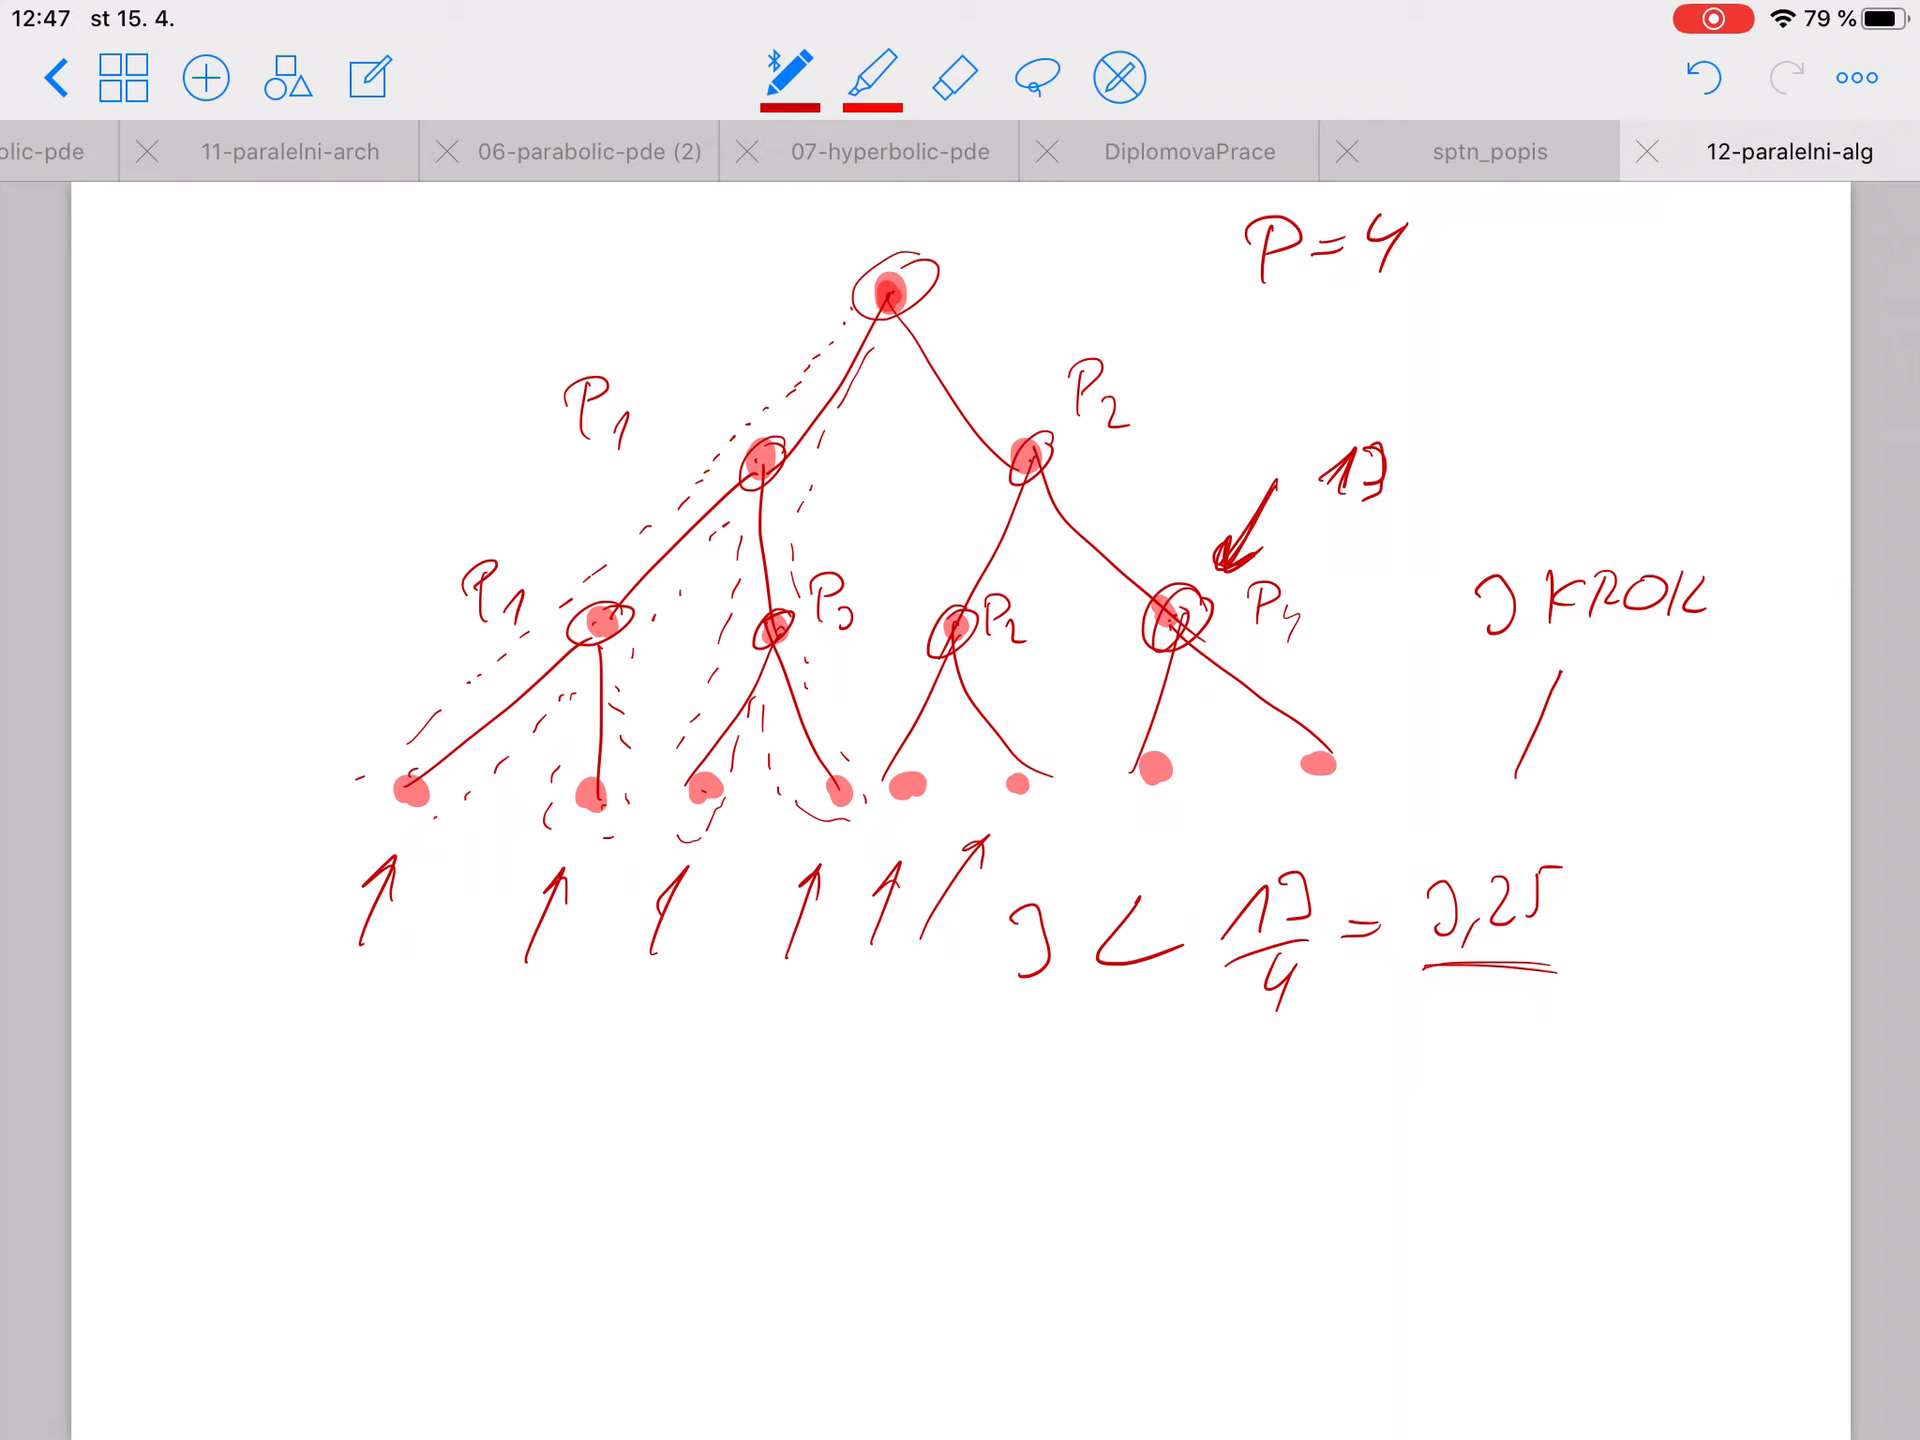 12:47 st 15. 4.
79 %
olic-pde
11-paralelni-arch
06-parabolic-pde (2)
07-hyperbolic-pde
DiplomovaPrace
sptn_popis
12-paralelni-alg
P=4
P1
P2
13
P1
P3
P2
P4
3 KROK
3 < 13/4 = 3,25